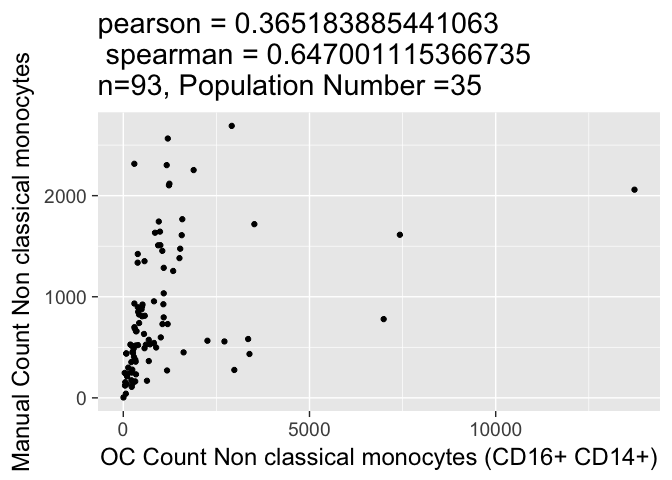 pearson = 0.365183885441063
spearman = 0.647001115366735
n=93, Population Number =35
Manual Count Non classical monocytes
2000
1000
0
0
5000
10000
OC Count Non classical monocytes (CD16+ CD14+)